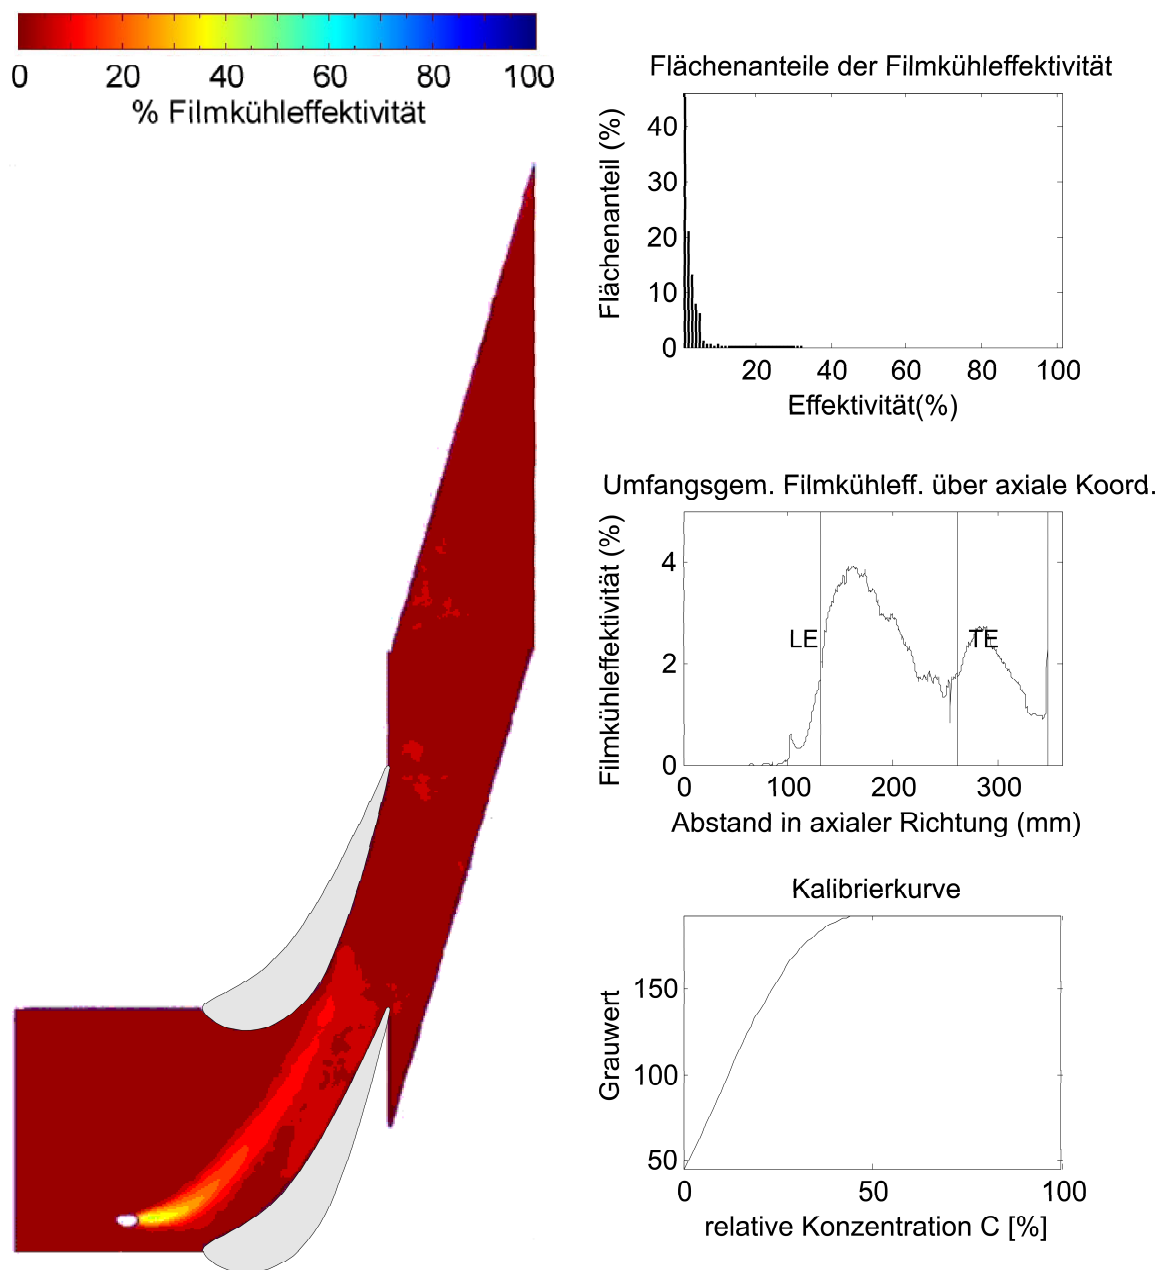 0 20 40 60 80 100
% Filmkühleffektivität
Flächenanteile der Filmkühleffektivität
Flächenanteil (%)
40
30
20
10
0
20 40 60 80 100
Effektivität(%)
Umfangsgem. Filmkühleff. über axiale Koord.
Filmkühleffektivität (%)
4
2
0
LE TE
0 100 200 300
Abstand in axialer Richtung (mm)
Kalibrierkurve
Grauwert
150
100
50
0 50 100
relative Konzentration C [%]